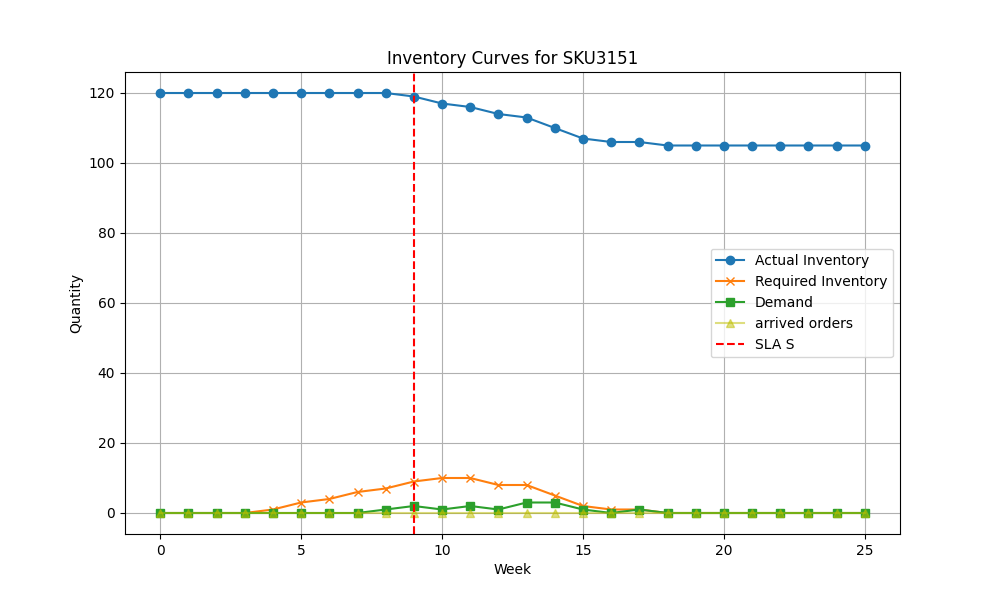 Inventory Curves for SKU3151
Quantity
120
100
80
60
40
20
0
Actual Inventory
Required Inventory
Demand
arrived orders
SLA S
0 5 10 15 20 25
Week